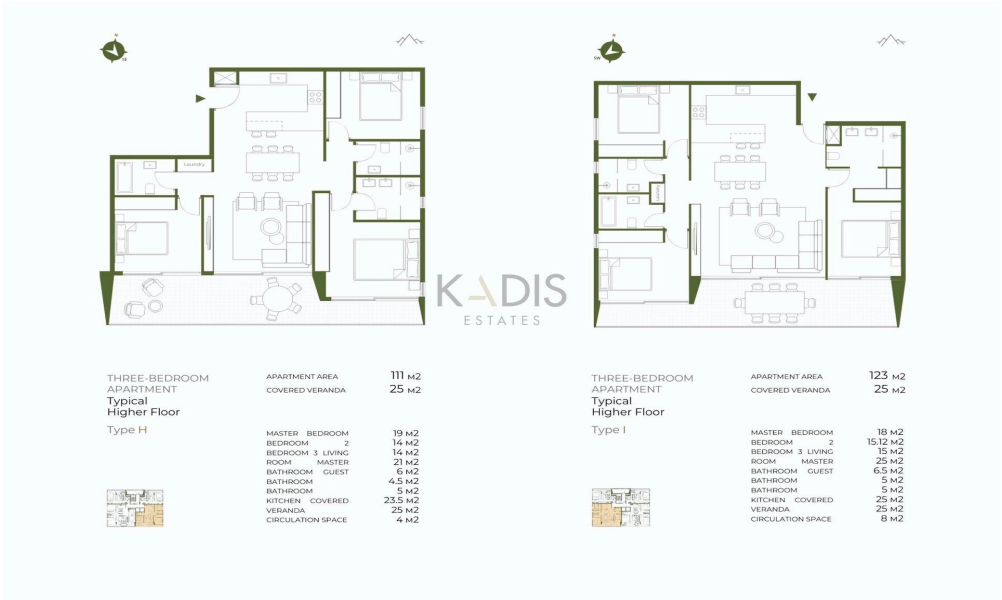 N
SE
Laundry
THREE-BEDROOM
APARTMENT
Typical
Higher Floor
Type H
APARTMENT AREA 111 M2
COVERED VERANDA 25 M2
MASTER BEDROOM 19 M2
BEDROOM 2 14 M2
BEDROOM 3 LIVING 14 M2
ROOM MASTER 21 M2
BATHROOM GUEST 6 M2
BATHROOM 4.5 M2
BATHROOM 5 M2
KITCHEN COVERED 23.5 M2
VERANDA 25 M2
CIRCULATION SPACE 4 M2
KADIS
ESTATES
N
SW
THREE-BEDROOM
APARTMENT
Typical
Higher Floor
Type I
APARTMENT AREA 123 M2
COVERED VERANDA 25 M2
MASTER BEDROOM 18 M2
BEDROOM 2 15.12 M2
BEDROOM 3 LIVING 15 M2
ROOM MASTER 25 M2
BATHROOM GUEST 6.5 M2
BATHROOM 5 M2
BATHROOM 5 M2
KITCHEN COVERED 25 M2
VERANDA 25 M2
CIRCULATION SPACE 8 M2